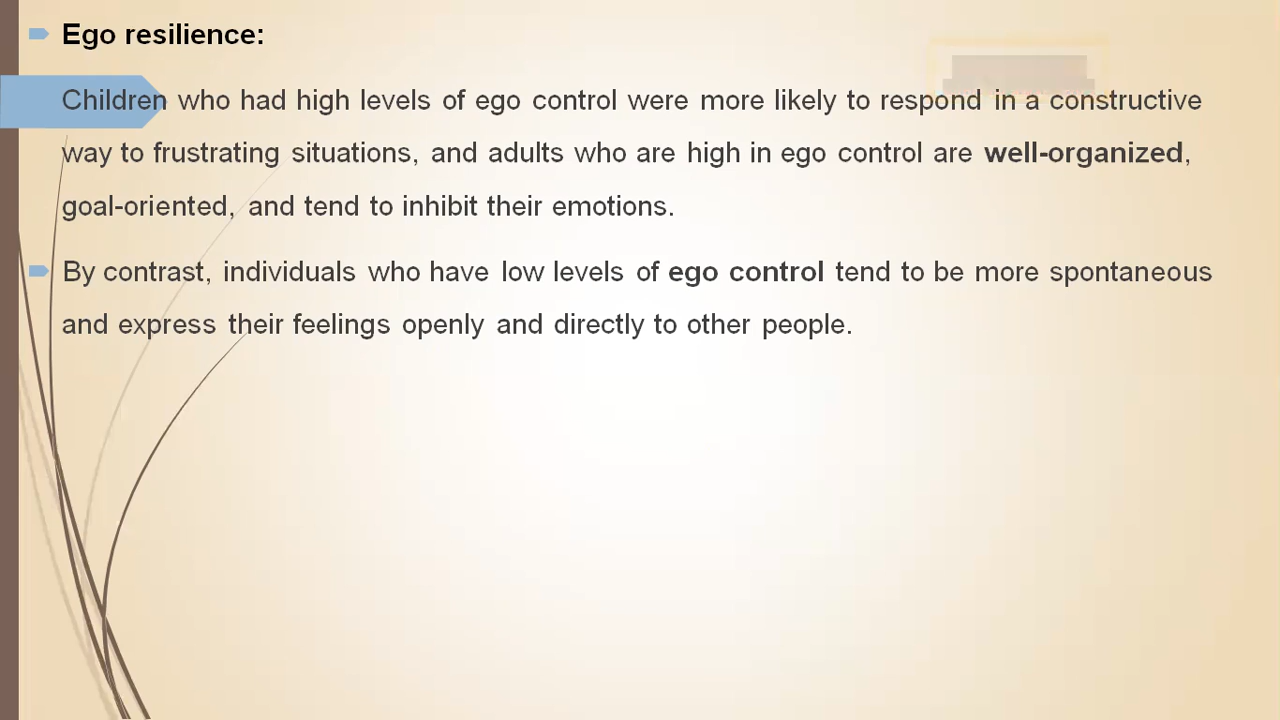 Ego resilience:
Children who had high levels of ego control were more likely to respond in a constructive
way to frustrating situations, and adults who are high in ego control are well-organized,
goal-oriented, and tend to inhibit their emotions.
By contrast, individuals who have low levels of ego control tend to be more spontaneous
and express their feelings openly and directly to other people.